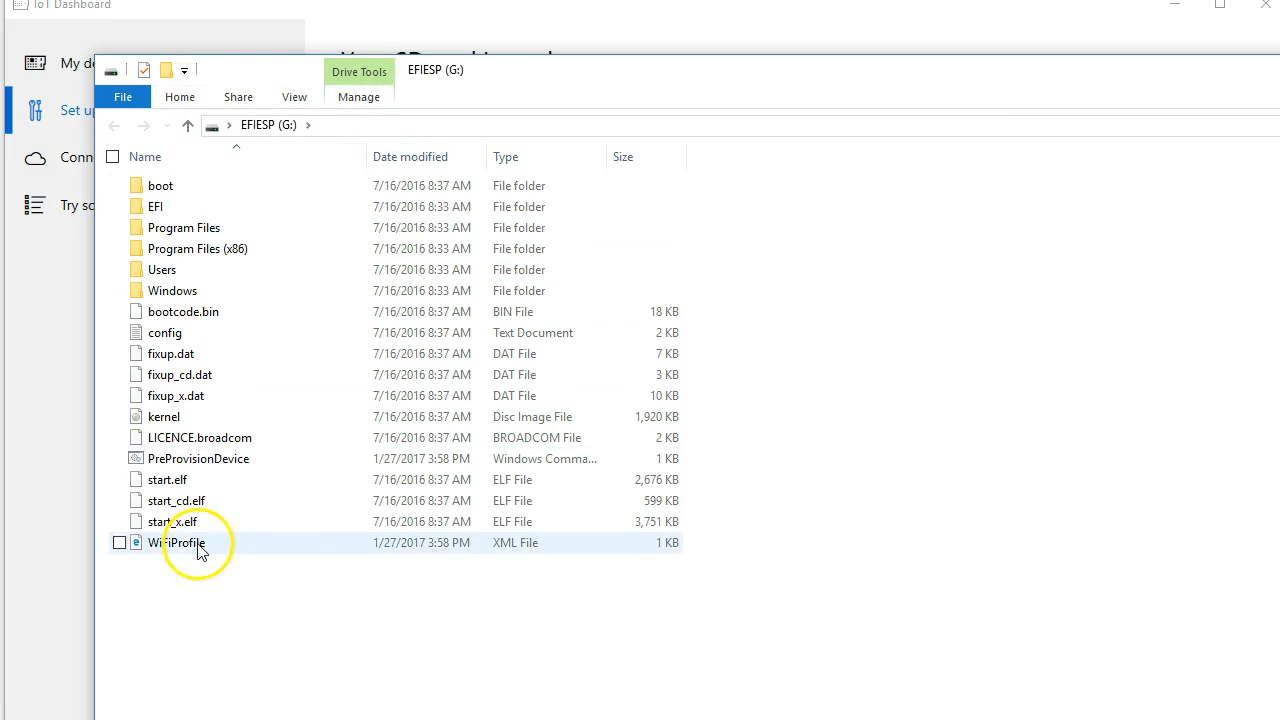 IoT Dashboard
My de
Drive Tools
EFIESP (G:)
File
Home
Share
View
Manage
Set up
EFIESP (G:)
Conn
Name
Date modified
Type
Size
Try sc
boot 7/16/2016 8:37 AM File folder
EFI 7/16/2016 8:33 AM File folder
Program Files 7/16/2016 8:33 AM File folder
Program Files (x86) 7/16/2016 8:33 AM File folder
Users 7/16/2016 8:33 AM File folder
Windows 7/16/2016 8:33 AM File folder
bootcode.bin 7/16/2016 8:37 AM BIN File 18 KB
config 7/16/2016 8:37 AM Text Document 2 KB
fixup.dat 7/16/2016 8:37 AM DAT File 7 KB
fixup_cd.dat 7/16/2016 8:37 AM DAT File 3 KB
fixup_x.dat 7/16/2016 8:37 AM DAT File 10 KB
kernel 7/16/2016 8:37 AM Disc Image File 1,920 KB
LICENCE.broadcom 7/16/2016 8:37 AM BROADCOM File 2 KB
PreProvisionDevice 1/27/2017 3:58 PM Windows Comma... 1 KB
start.elf 7/16/2016 8:37 AM ELF File 2,676 KB
start_cd.elf 7/16/2016 8:37 AM ELF File 599 KB
start_x.elf 7/16/2016 8:37 AM ELF File 3,751 KB
WiFiProfile 1/27/2017 3:58 PM XML File 1 KB